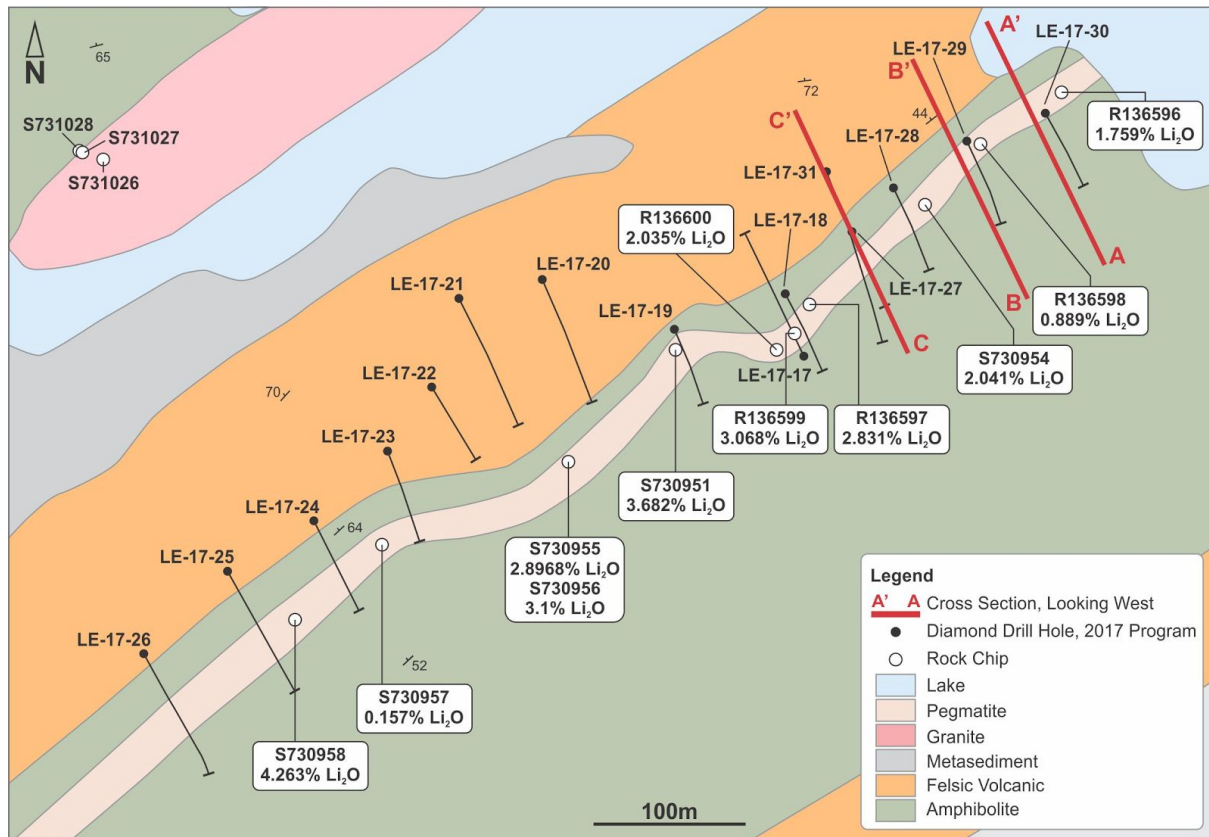 A'
LE-17-30
LE-17-29
B'
65
N
72
44
R136596
1.759% Li₂O
C'
LE-17-28
S731028
S731027
S731026
LE-17-31
R136600
2.035% Li₂O
LE-17-18
LE-17-20
LE-17-21
LE-17-27
A
B
R136598
0.889% Li₂O
LE-17-19
C
S730954
2.041% Li₂O
LE-17-22
LE-17-17
70
R136599
3.068% Li₂O
R136597
2.831% Li₂O
LE-17-23
S730951
3.682% Li₂O
LE-17-24
64
LE-17-25
S730955
2.8968% Li₂O
S730956
3.1% Li₂O
LE-17-26
52
S730957
0.157% Li₂O
S730958
4.263% Li₂O
100m
Legend
A' A Cross Section, Looking West
Diamond Drill Hole, 2017 Program
Rock Chip
Lake
Pegmatite
Granite
Metasediment
Felsic Volcanic
Amphibolite